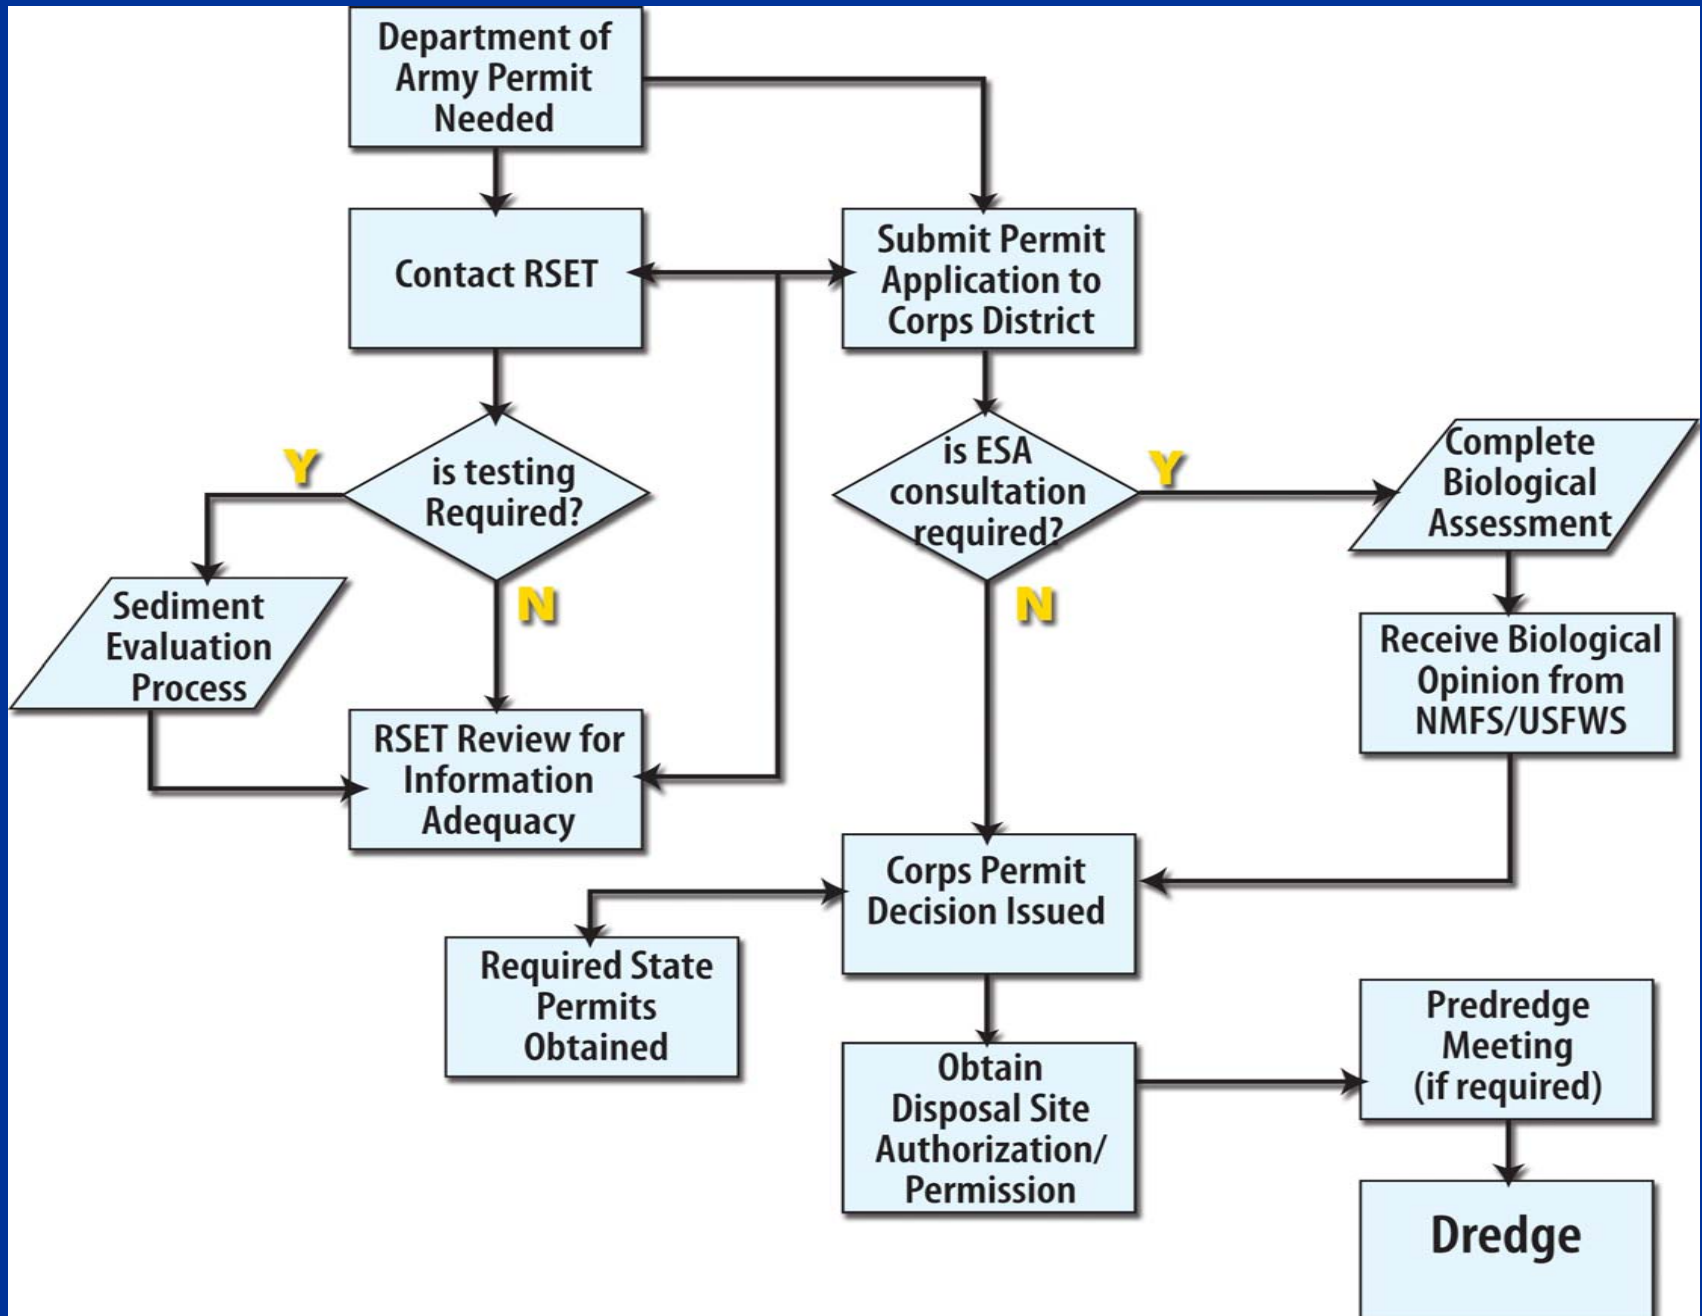 Department of
Army Permit
Needed
Contact RSET
Submit Permit
Application to
Corps District
is testing
Required?
Y
N
is ESA
consultation
required?
Y
N
Complete
Biological
Assessment
Sediment
Evaluation
Process
Receive Biological
Opinion from
NMFS/USFWS
RSET Review for
Information
Adequacy
Corps Permit
Decision Issued
Required State
Permits
Obtained
Obtain
Disposal Site
Authorization/
Permission
Predredge
Meeting
(if required)
Dredge